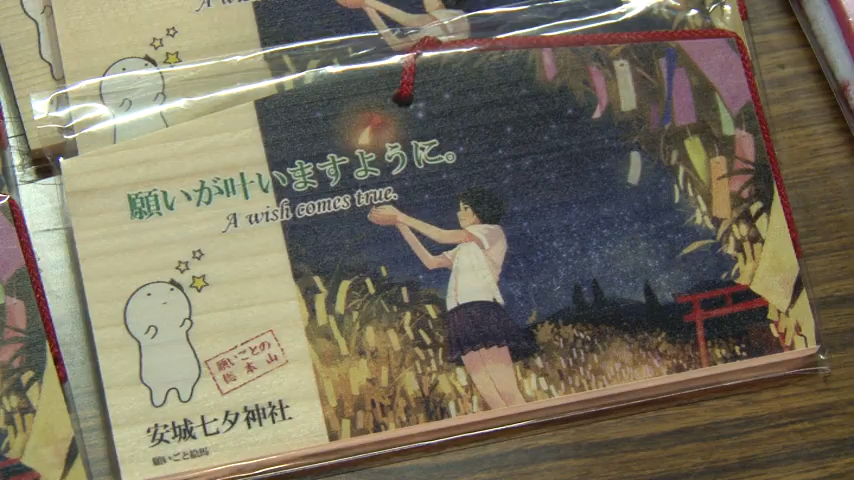 A wish
願いが叶いますように。
A wish comes true.
願いごとの
総本山
安城七夕神社
願いごと絵馬